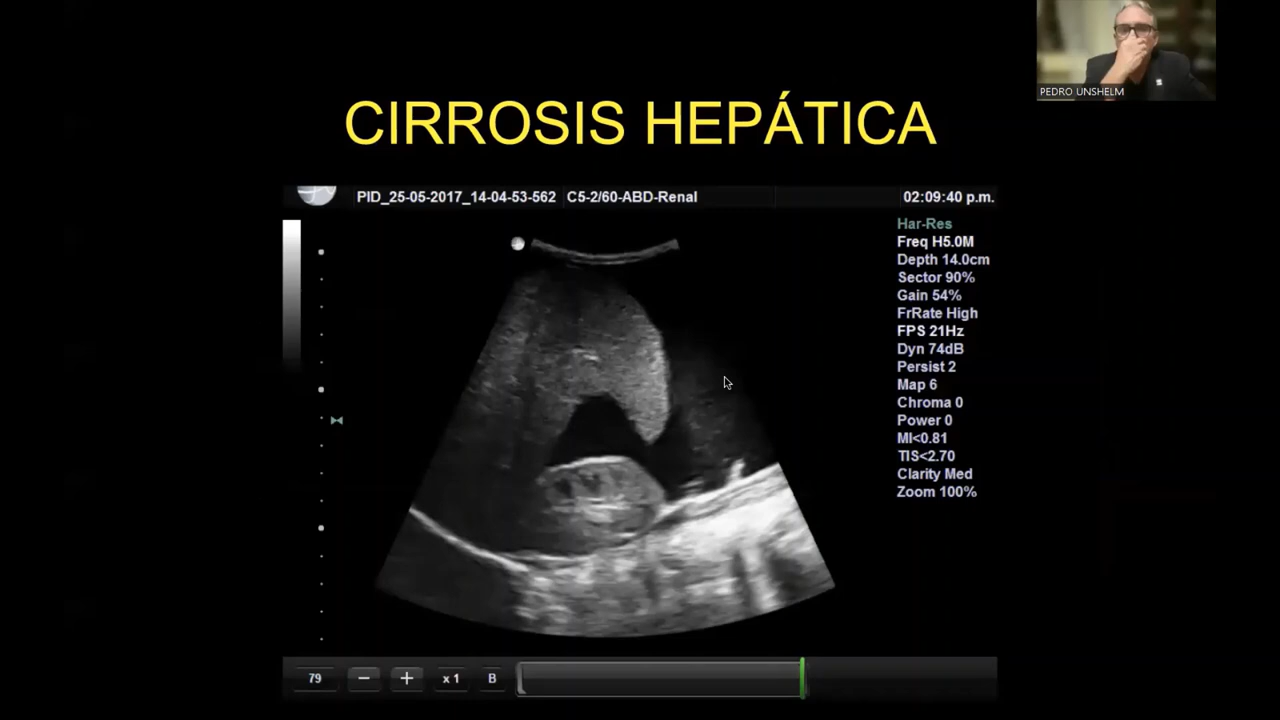 PEDRO UNSHELM
CIRROSIS HEPÁTICA
PID_25-05-2017_14-04-53-562 C5-2/60-ABD-Renal 02:09:40 p.m.
Har-Res
Freq H5.0M
Depth 14.0cm
Sector 90%
Gain 54%
FrRate High
FPS 21Hz
Dyn 74dB
Persist 2
Map 6
Chroma 0
Power 0
MI<0.81
TIS<2.70
Clarity Med
Zoom 100%
79 − + x 1 B